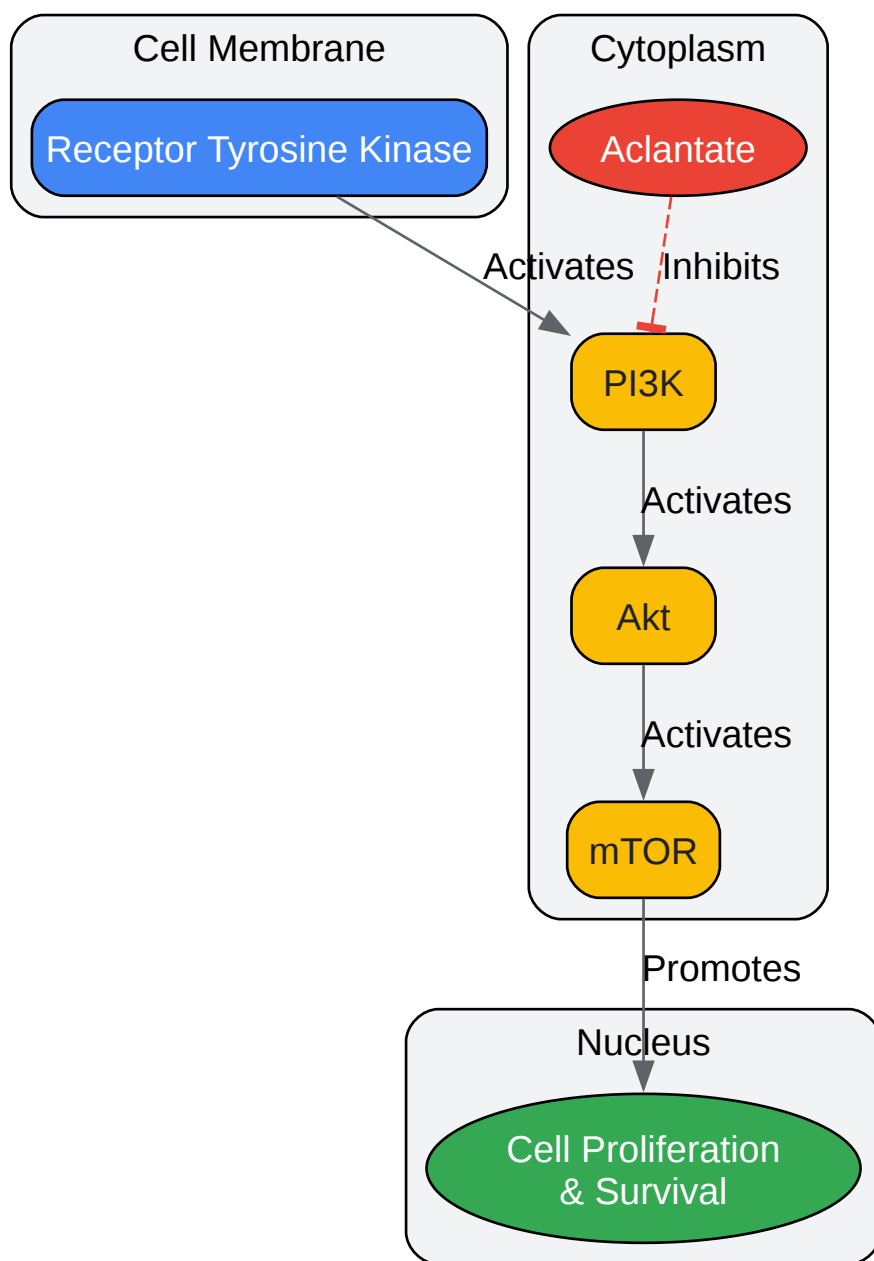 Cell Membrane
Cytoplasm
Receptor Tyrosine Kinase
Aclantate
Activates
Inhibits
PI3K
Activates
Akt
Activates
mTOR
Promotes
Nucleus
Cell Proliferation
& Survival